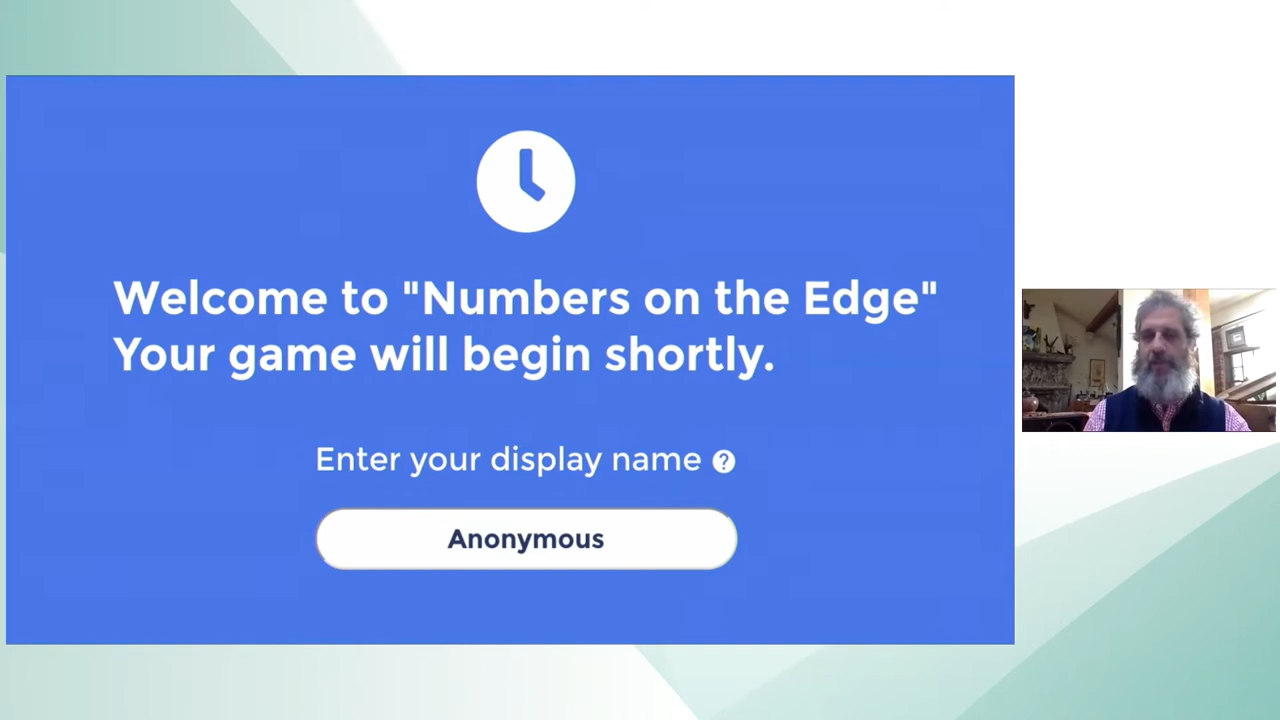 Welcome to "Numbers on the Edge"
Your game will begin shortly.
Enter your display name ?
Anonymous